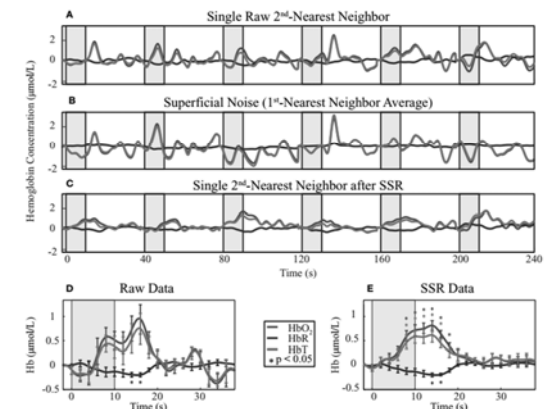 A Single Raw 2nd-Nearest Neighbor
2
0
-2
B Superficial Noise (1st-Nearest Neighbor Average)
2
0
-2
C Single 2nd-Nearest Neighbor after SSR
2
0
-2
Hemoglobin Concentration (μmol/L)
0 40 80 120 160 200 240
Time (s)
D Raw Data
1
0.5
0
-0.5
Hb (μmol/L)
0 10 20 30
Time (s)
HbO2
HbR
HbT
* p < 0.05
E SSR Data
1
0.5
0
-0.5
Hb (μmol/L)
0 10 20 30
Time (s)